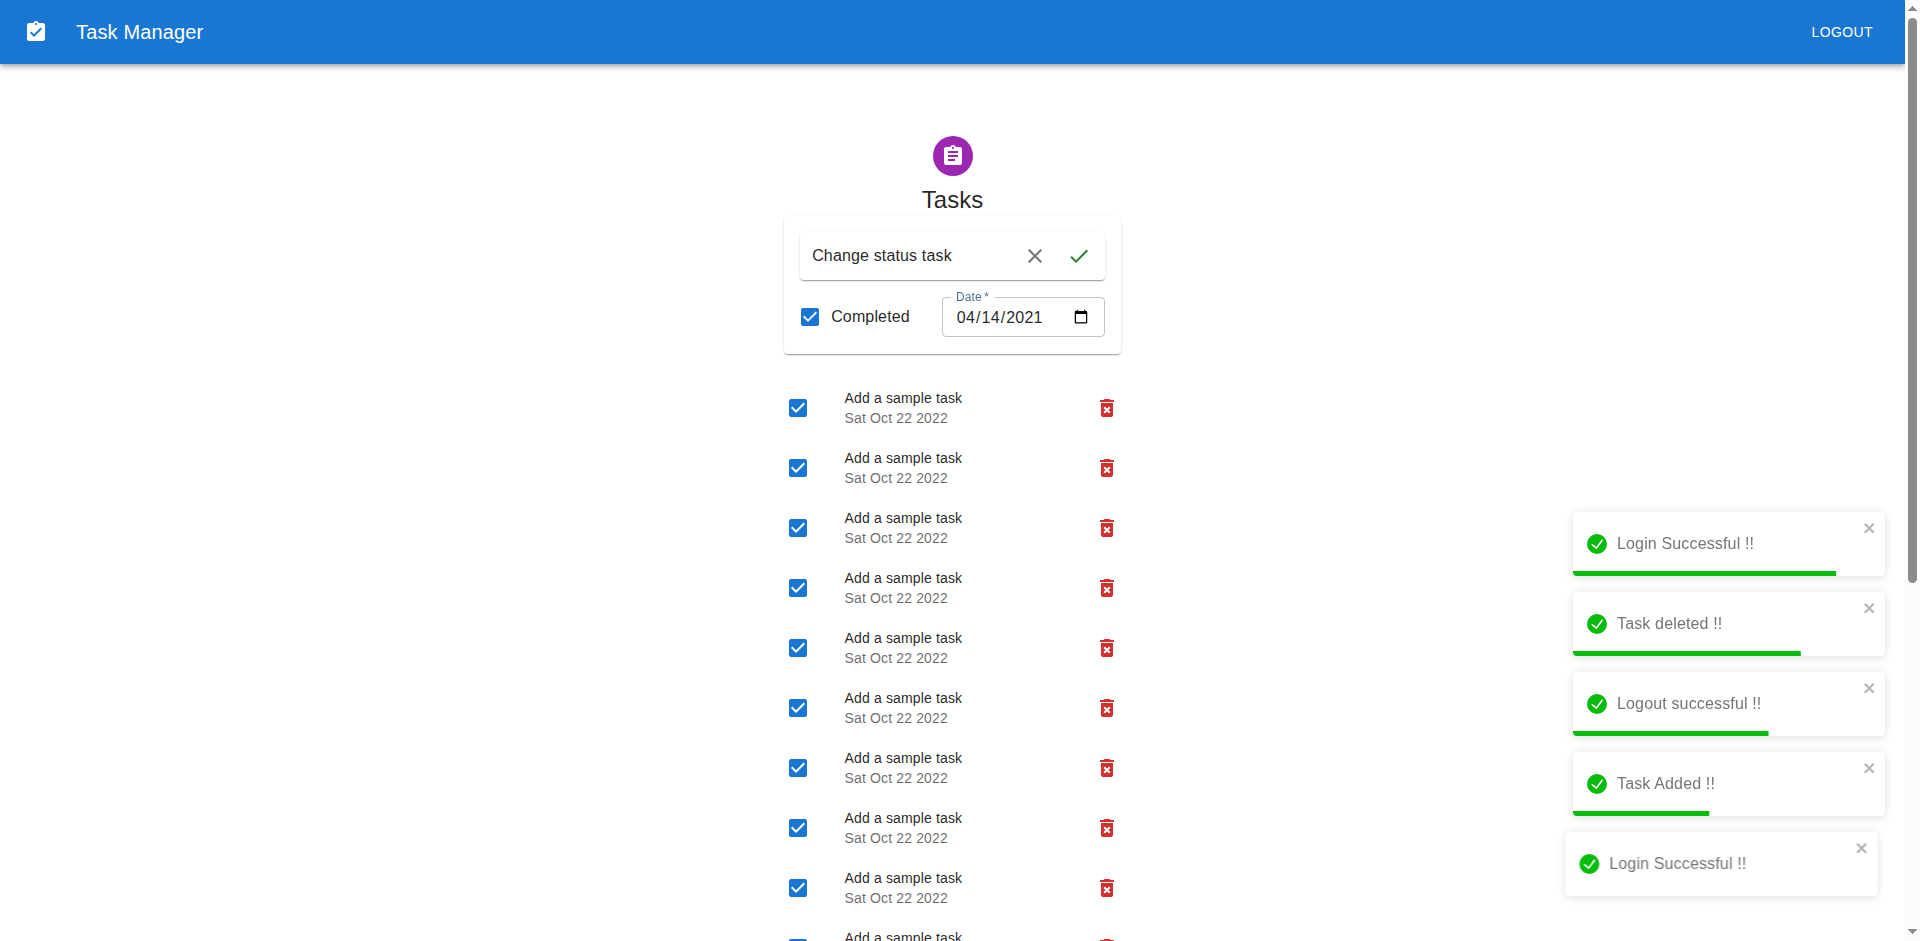 Task Manager
LOGOUT
Tasks
Change status task
Date *
Completed
04/14/2021
Add a sample task
Sat Oct 22 2022
Add a sample task
Sat Oct 22 2022
Add a sample task
Sat Oct 22 2022
Add a sample task
Sat Oct 22 2022
Add a sample task
Sat Oct 22 2022
Add a sample task
Sat Oct 22 2022
Add a sample task
Sat Oct 22 2022
Add a sample task
Sat Oct 22 2022
Add a sample task
Sat Oct 22 2022
Add a sample task
Login Successful !!
Task deleted !!
Logout successful !!
Task Added !!
Login Successful !!